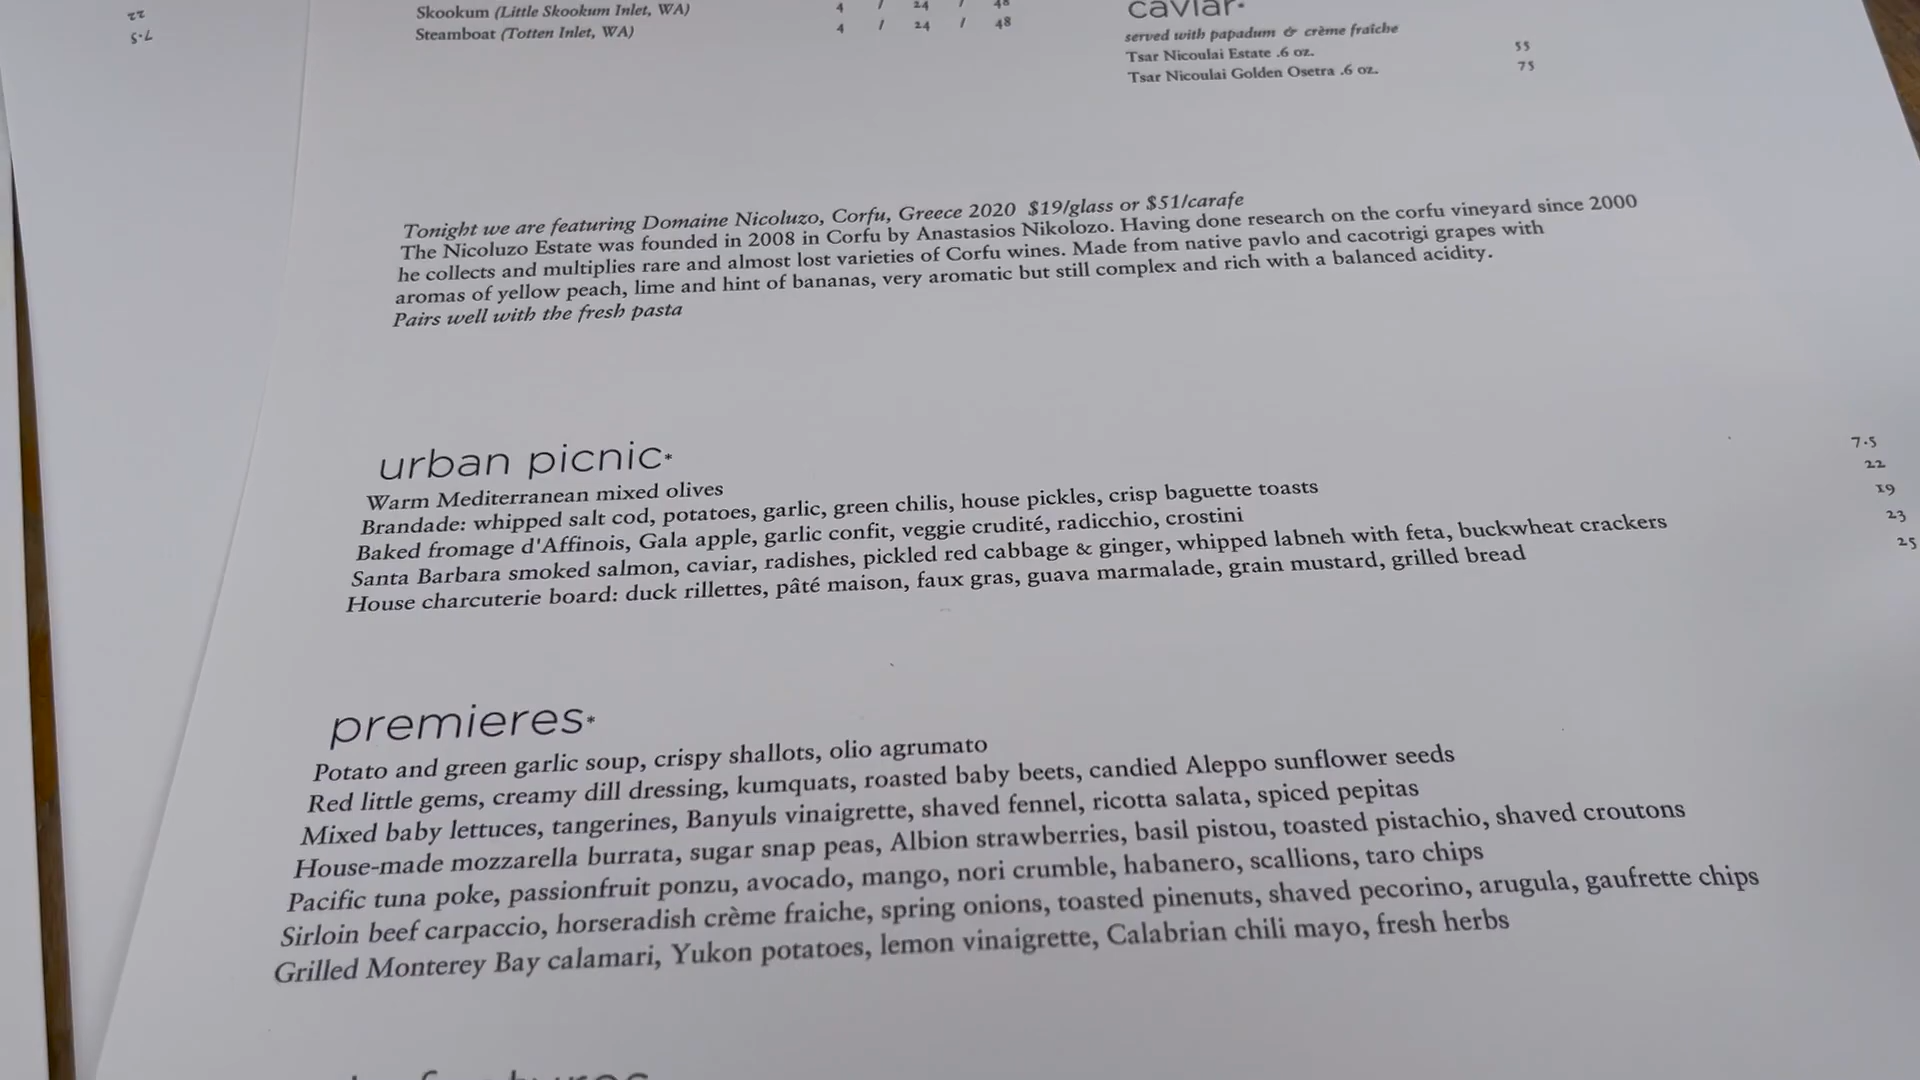 22
7.5
Skookum (Little Skookum Inlet, WA) 4 / 24 / 48
Steamboat (Totten Inlet, WA) 4 / 24 / 48
caviar*
served with papadum & crème fraîche
Tsar Nicoulai Estate .6 oz. 55
Tsar Nicoulai Golden Osetra .6 oz. 75
Tonight we are featuring Domaine Nicoluzo, Corfu, Greece 2020 $19/glass or $51/carafe
The Nicoluzo Estate was founded in 2008 in Corfu by Anastasios Nikolozo. Having done research on the corfu vineyard since 2000
he collects and multiplies rare and almost lost varieties of Corfu wines. Made from native pavlo and cacotrigi grapes with
aromas of yellow peach, lime and hint of bananas, very aromatic but still complex and rich with a balanced acidity.
Pairs well with the fresh pasta
urban picnic*
Warm Mediterranean mixed olives 7.5
Brandade: whipped salt cod, potatoes, garlic, green chilis, house pickles, crisp baguette toasts 22
Baked fromage d'Affinois, Gala apple, garlic confit, veggie crudité, radicchio, crostini 19
Santa Barbara smoked salmon, caviar, radishes, pickled red cabbage & ginger, whipped labneh with feta, buckwheat crackers 23
House charcuterie board: duck rillettes, pâté maison, faux gras, guava marmalade, grain mustard, grilled bread 25
premieres*
Potato and green garlic soup, crispy shallots, olio agrumato
Red little gems, creamy dill dressing, kumquats, roasted baby beets, candied Aleppo sunflower seeds
Mixed baby lettuces, tangerines, Banyuls vinaigrette, shaved fennel, ricotta salata, spiced pepitas
House-made mozzarella burrata, sugar snap peas, Albion strawberries, basil pistou, toasted pistachio, shaved croutons
Pacific tuna poke, passionfruit ponzu, avocado, mango, nori crumble, habanero, scallions, taro chips
Sirloin beef carpaccio, horseradish crème fraiche, spring onions, toasted pinenuts, shaved pecorino, arugula, gaufrette chips
Grilled Monterey Bay calamari, Yukon potatoes, lemon vinaigrette, Calabrian chili mayo, fresh herbs